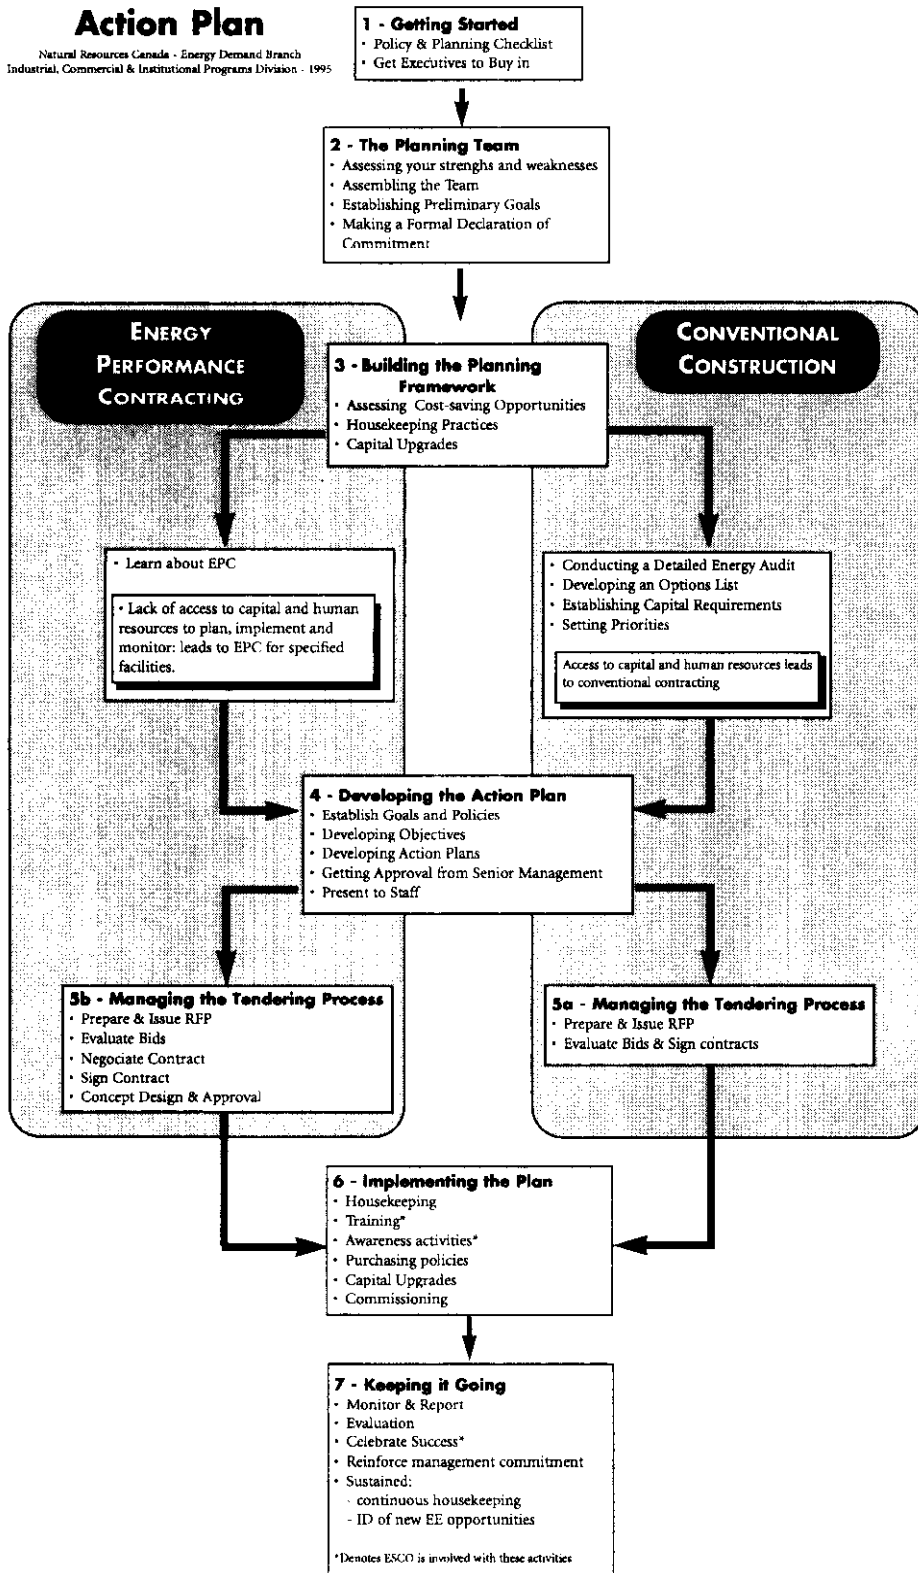 Action Plan
Natural Resources Canada - Energy Demand Branch
Industrial, Commercial & Institutional Programs Division - 1995
1 - Getting Started
• Policy & Planning Checklist
• Get Executives to Buy in
2 - The Planning Team
• Assessing your strenghs and weaknesses
• Assembling the Team
• Establishing Preliminary Goals
• Making a Formal Declaration of
Commitment
ENERGY
PERFORMANCE
CONTRACTING
CONVENTIONAL
CONSTRUCTION
3 - Building the Planning
Framework
• Assessing Cost-saving Opportunities
• Housekeeping Practices
• Capital Upgrades
• Learn about EPC
• Lack of access to capital and human
resources to plan, implement and
monitor: leads to EPC for specified
facilities.
• Conducting a Detailed Energy Audit
• Developing an Options List
• Establishing Capital Requirements
• Setting Priorities
Access to capital and human resources leads
to conventional contracting
4 - Developing the Action Plan
• Establish Goals and Policies
• Developing Objectives
• Developing Action Plans
• Getting Approval from Senior Management
• Present to Staff
5b - Managing the Tendering Process
• Prepare & Issue RFP
• Evaluate Bids
• Negociate Contract
• Sign Contract
• Concept Design & Approval
5a - Managing the Tendering Process
• Prepare & Issue RFP
• Evaluate Bids & Sign contracts
6 - Implementing the Plan
• Housekeeping
• Training*
• Awareness activities*
• Purchasing policies
• Capital Upgrades
• Commissioning
7 - Keeping it Going
• Monitor & Report
• Evaluation
• Celebrate Success*
• Reinforce management commitment
• Sustained:
- continuous housekeeping
- ID of new EE opportunities
*Denotes ESCO is involved with these activities